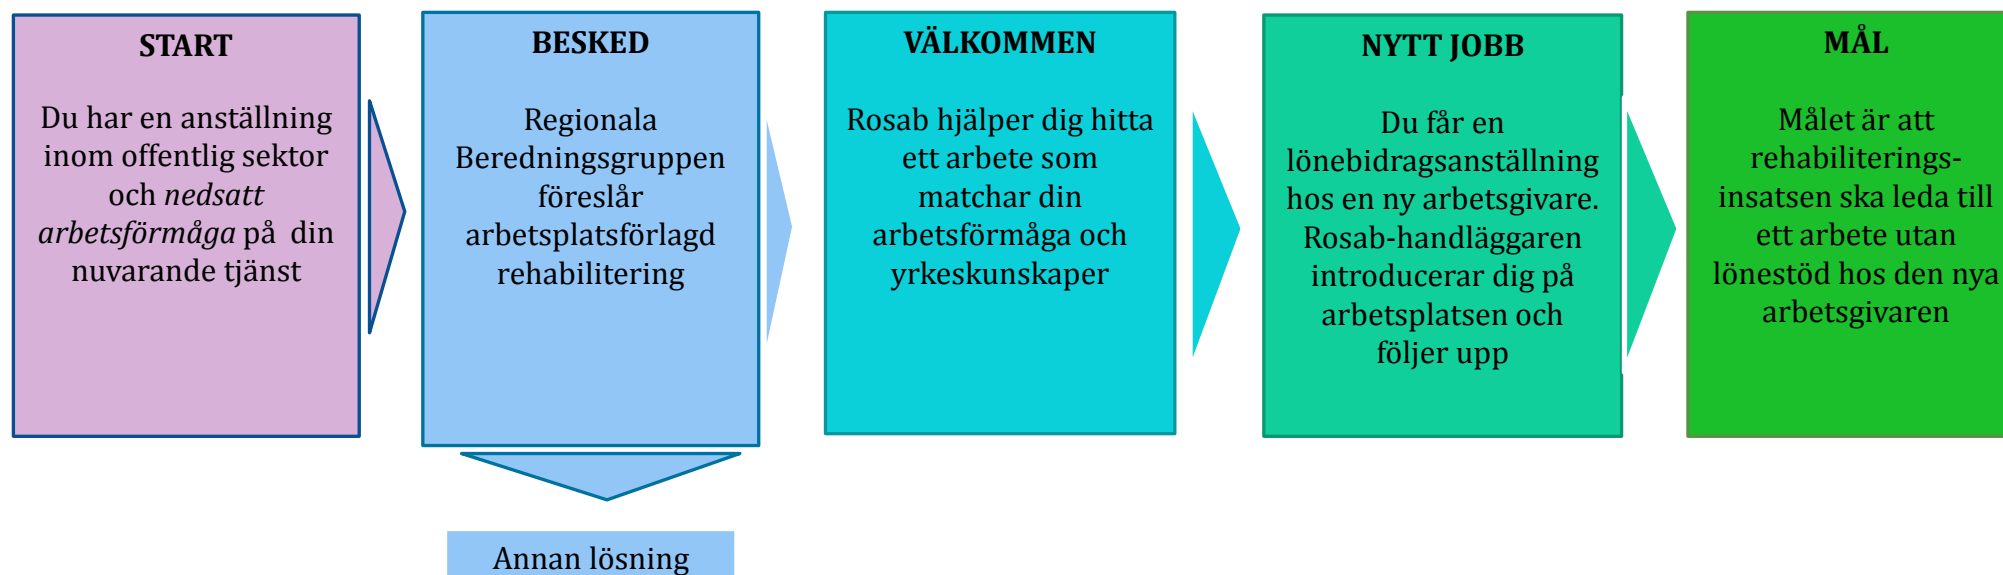 START
Du har en anställning
inom offentlig sektor
och nedsatt
arbetsförmåga på din
nuvarande tjänst
BESKED
Regionala
Beredningsgruppen
föreslår
arbetsplatsförlagd
rehabilitering
Annan lösning
VÄLKOMMEN
Rosab hjälper dig hitta
ett arbete som
matchar din
arbetsförmåga och
yrkeskunskaper
NYTT JOBB
Du får en
lönebidragsanställning
hos en ny arbetsgivare.
Rosab-handläggaren
introducerar dig på
arbetsplatsen och
följer upp
MÅL
Målet är att
rehabiliterings-
insatsen ska leda till
ett arbete utan
lönestöd hos den nya
arbetsgivaren